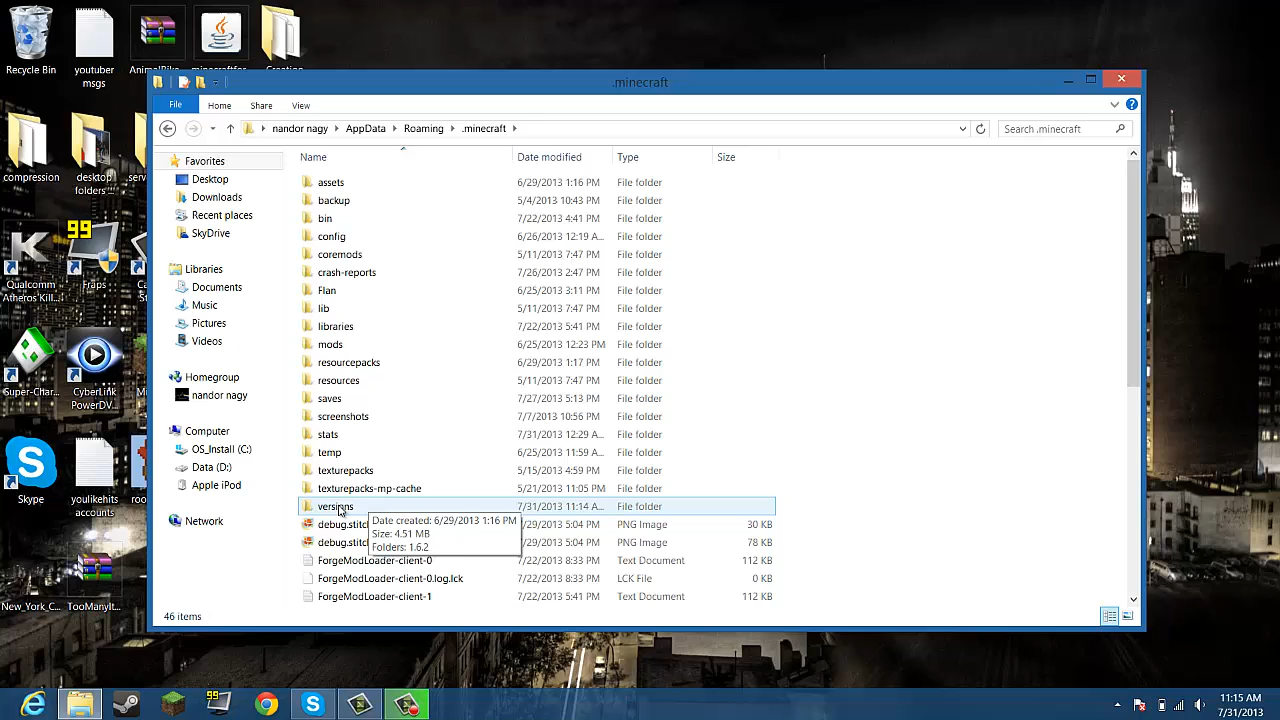 Recycle Bin
youtuber msgs
AnimalBike
minecraftfor...
compression
desktop folders ...
99
Qualcomm Atheros Kill...
Fraps
Super-Char...
CyberLink PowerDV...
Skype
youlikehits account
New_York_C...
TooManyIt...
.minecraft
File
Home
Share
View
nandor nagy
AppData
Roaming
.minecraft
Search .minecraft
Favorites
Desktop
Downloads
Recent places
SkyDrive
Libraries
Documents
Music
Pictures
Videos
Homegroup
nandor nagy
Computer
OS_Install (C:)
Data (D:)
Apple iPod
Network
Name Date modified Type Size
assets 6/29/2013 1:16 PM File folder
backup 5/4/2013 10:43 PM File folder
bin 7/22/2013 4:41 PM File folder
config 6/26/2013 12:19 A... File folder
coremods 5/11/2013 7:47 PM File folder
crash-reports 7/26/2013 2:47 PM File folder
Flan 6/25/2013 3:11 PM File folder
lib 5/11/2013 7:47 PM File folder
libraries 7/22/2013 5:41 PM File folder
mods 6/25/2013 12:23 PM File folder
resourcepacks 6/29/2013 1:17 PM File folder
resources 5/11/2013 7:47 PM File folder
saves 7/27/2013 5:13 PM File folder
screenshots 7/7/2013 10:56 PM File folder
stats 7/31/2013 12:29 A... File folder
temp 6/25/2013 11:59 A... File folder
texturepacks 5/15/2013 4:59 PM File folder
texturepacks-mp-cache 5/21/2013 11:05 PM File folder
versions 7/31/2013 11:14 A... File folder
debug.stitc /29/2013 5:04 PM PNG Image 30 KB
debug.stitc /29/2013 5:04 PM PNG Image 78 KB
ForgeModLoader-client-0 7/22/2013 8:33 PM Text Document 112 KB
ForgeModLoader-client-0.log.lck 7/22/2013 8:33 PM LCK File 0 KB
ForgeModLoader-client-1 7/22/2013 5:41 PM Text Document 112 KB
Date created: 6/29/2013 1:16 PM
Size: 4.51 MB
Folders: 1.6.2
46 items
99
11:15 AM
7/31/2013